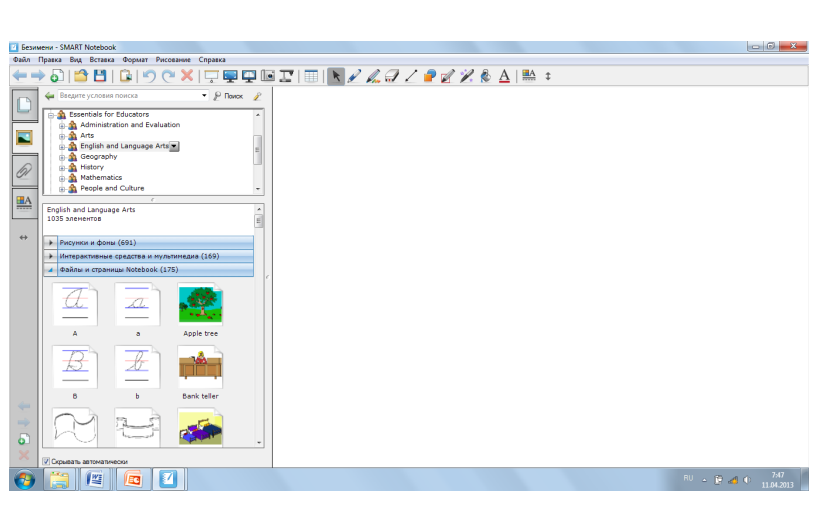 Безимени - SMART Notebook
Файл Правка Вид Вставка Формат Рисование Справка
Введите условия поиска
Поиск
Essentials for Educators
Administration and Evaluation
Arts
English and Language Arts
Geography
History
Mathematics
People and Culture
English and Language Arts
1035 элементов
Рисунки и фоны (691)
Интерактивные средства и мультимедиа (169)
Файлы и страницы Notebook (175)
A a Apple tree
B b Bank teller
Скрывать автоматически
RU
7:47
11.04.2013